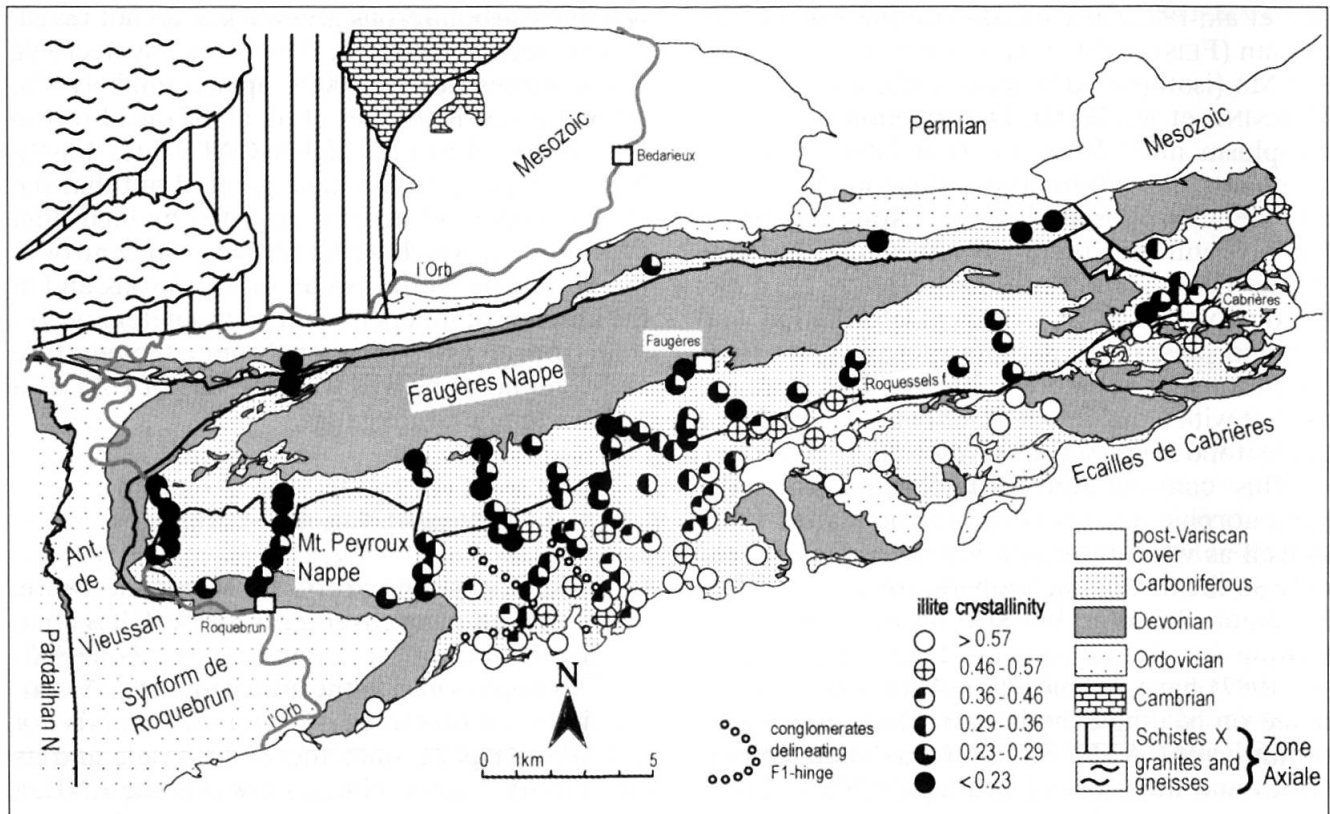 Mesozoic
Bedarieux
Permian
Mesozoic
l'Orb
Cabrières
Faugères
Faugères Nappe
Roquessels f.
Ecailles de Cabrières
Mt. Peyroux
Nappe
Ant.
de
Vieussan
Pardailhan N.
Roquebrun
Synform de
Roquebrun
l'Orb
N
0 1km 5
conglomerates
delineating
F1-hinge
illite crystallinity
> 0.57
0.46 - 0.57
0.36 - 0.46
0.29 - 0.36
0.23 - 0.29
<0.23
post-Variscan
cover
Carboniferous
Devonian
Ordovician
Cambrian
Schistes X
granites and
gneisses
Zone
Axiale